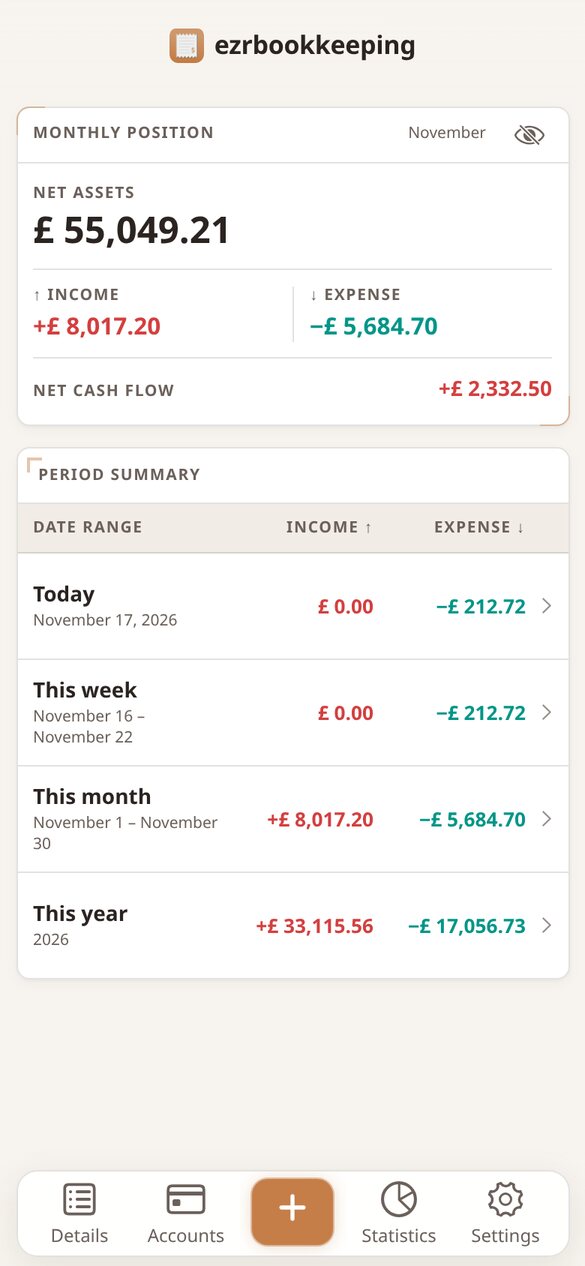 ezrbookkeeping
MONTHLY POSITION November
NET ASSETS
£ 55,049.21
↑ INCOME ↓ EXPENSE
+£ 8,017.20 −£ 5,684.70
NET CASH FLOW +£ 2,332.50
PERIOD SUMMARY
DATE RANGE INCOME ↑ EXPENSE ↓
Today
November 17, 2026
£ 0.00 −£ 212.72
This week
November 16 –
November 22
£ 0.00 −£ 212.72
This month
November 1 – November
30
+£ 8,017.20 −£ 5,684.70
This year
2026
+£ 33,115.56 −£ 17,056.73
Details Accounts Statistics Settings